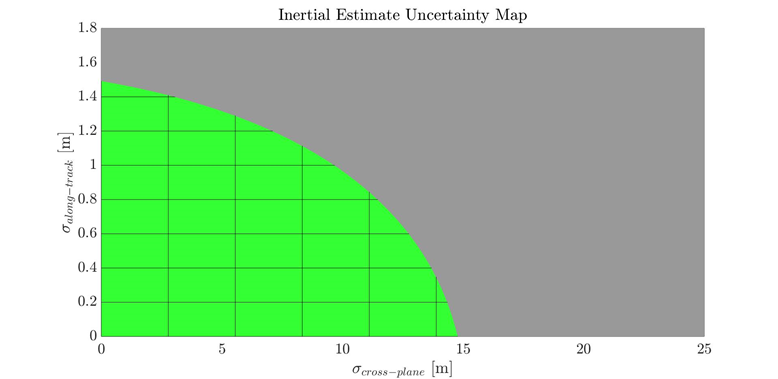 Inertial Estimate Uncertainty Map
1.8
1.6
1.4
1.2
1
0.8
0.6
0.4
0.2
0
σalong−track [m]
0 5 10 15 20 25
σcross−plane [m]